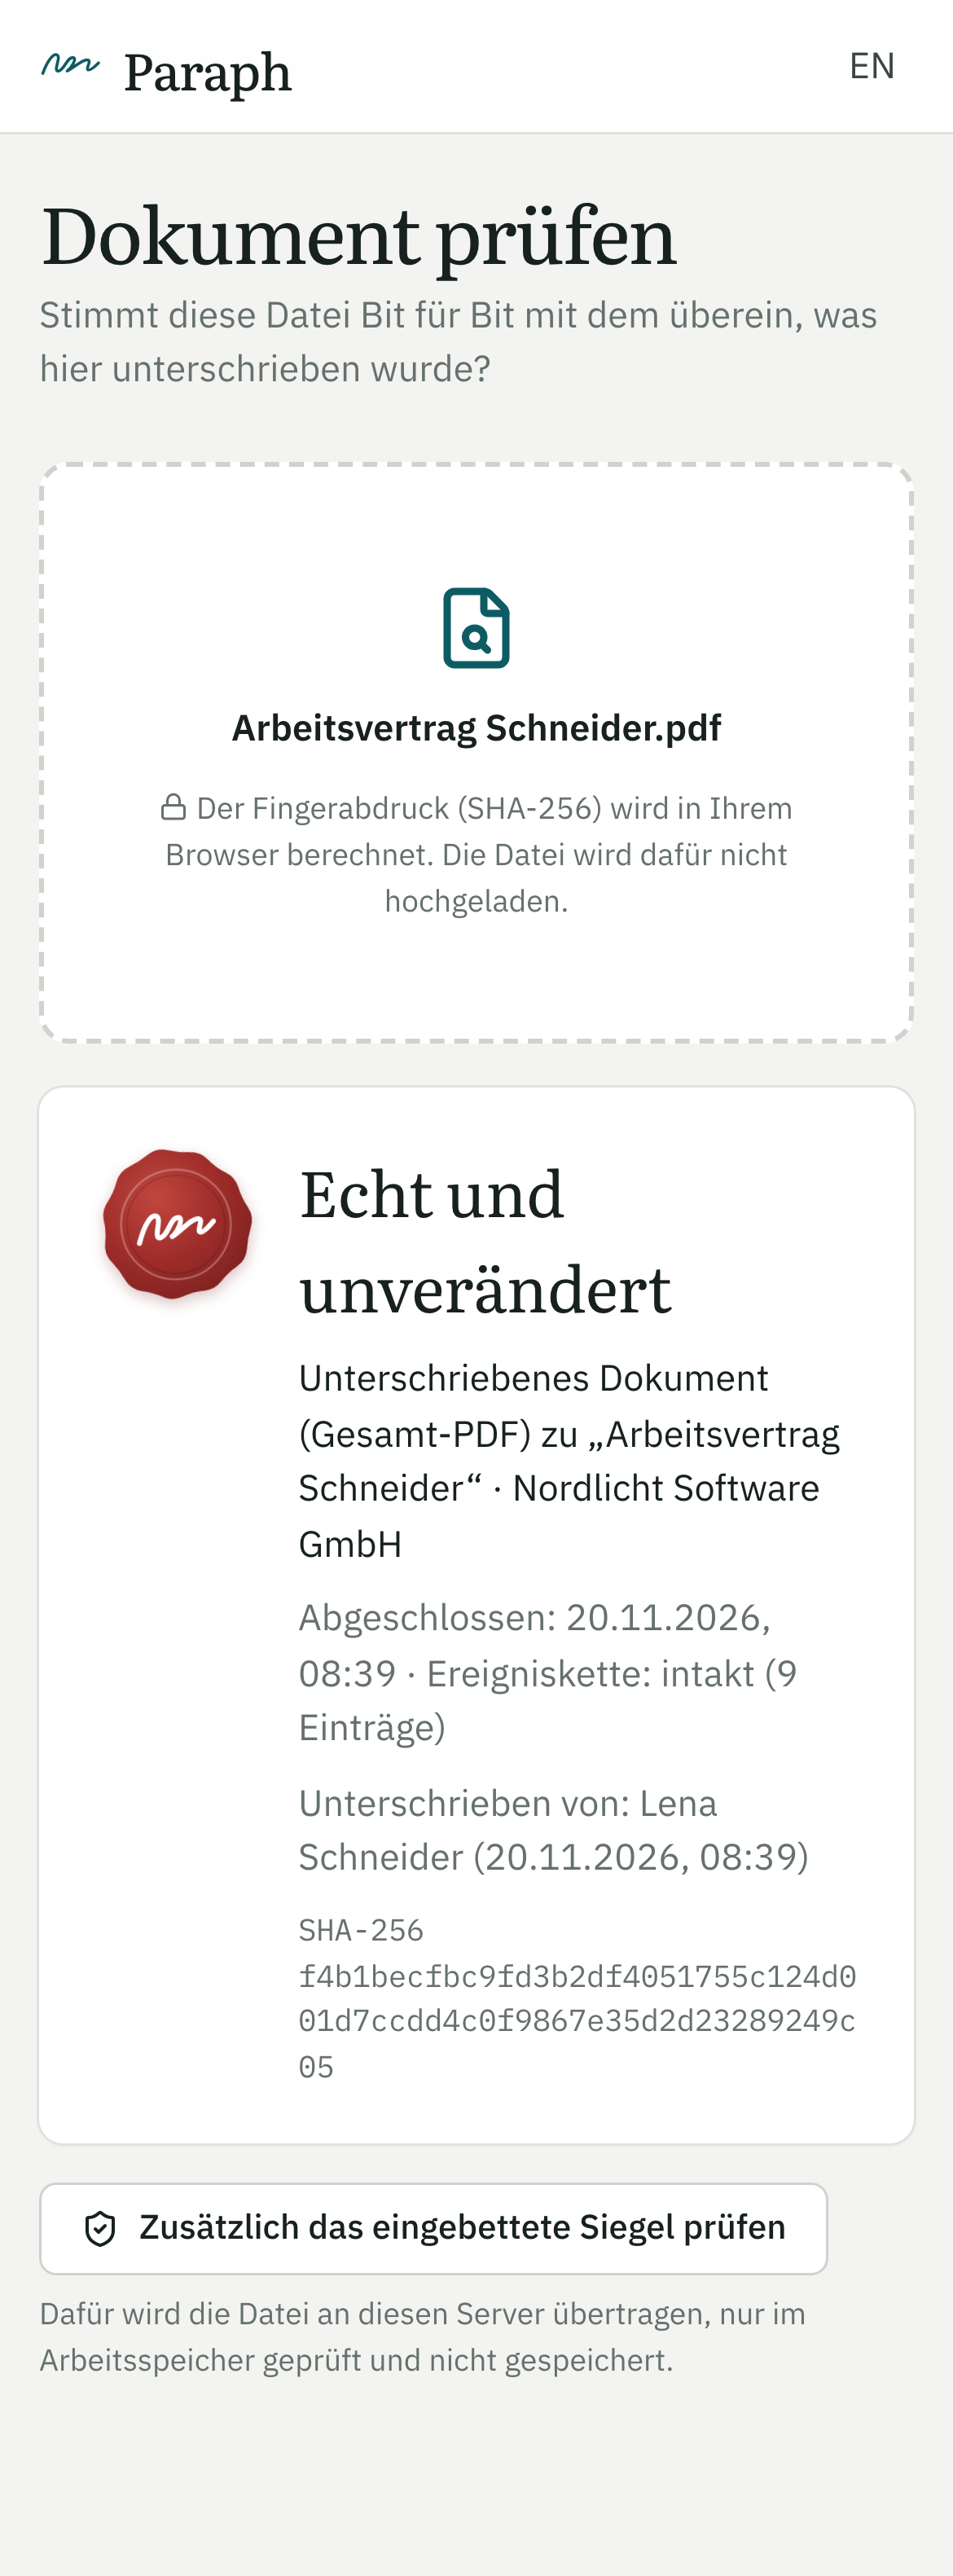 Paraph
EN
Dokument prüfen
Stimmt diese Datei Bit für Bit mit dem überein, was
hier unterschrieben wurde?
Arbeitsvertrag Schneider.pdf
Der Fingerabdruck (SHA-256) wird in Ihrem
Browser berechnet. Die Datei wird dafür nicht
hochgeladen.
Echt und
unverändert
Unterschriebenes Dokument
(Gesamt-PDF) zu „Arbeitsvertrag
Schneider“ · Nordlicht Software
GmbH
Abgeschlossen: 20.11.2026,
08:39 · Ereigniskette: intakt (9
Einträge)
Unterschrieben von: Lena
Schneider (20.11.2026, 08:39)
SHA-256
f4b1becfbc9fd3b2df4051755c124d0
01d7ccdd4c0f9867e35d2d23289249c
05
Zusätzlich das eingebettete Siegel prüfen
Dafür wird die Datei an diesen Server übertragen, nur im
Arbeitsspeicher geprüft und nicht gespeichert.